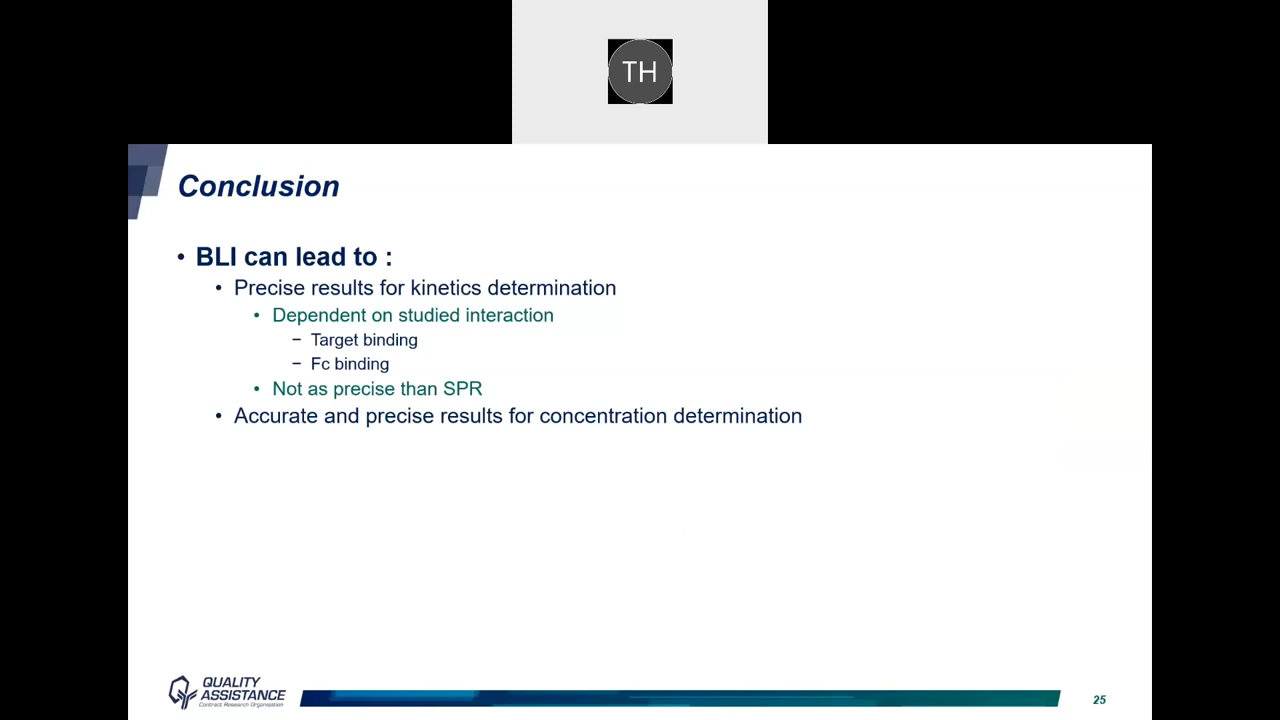 TH
Conclusion
• BLI can lead to :
• Precise results for kinetics determination
• Dependent on studied interaction
− Target binding
− Fc binding
• Not as precise than SPR
• Accurate and precise results for concentration determination
QUALITY
ASSISTANCE
Contract Research Organisation
25